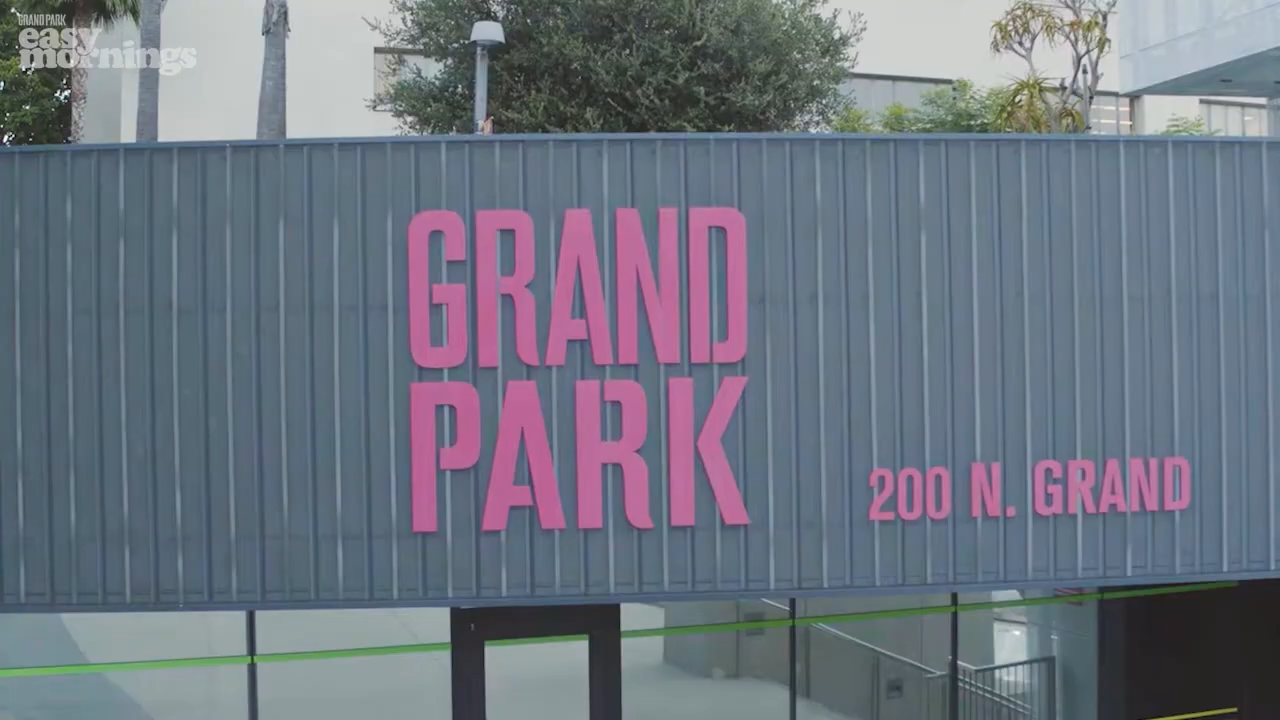 GRAND PARK
easy
mornings
GRAND
PARK
200 N. GRAND